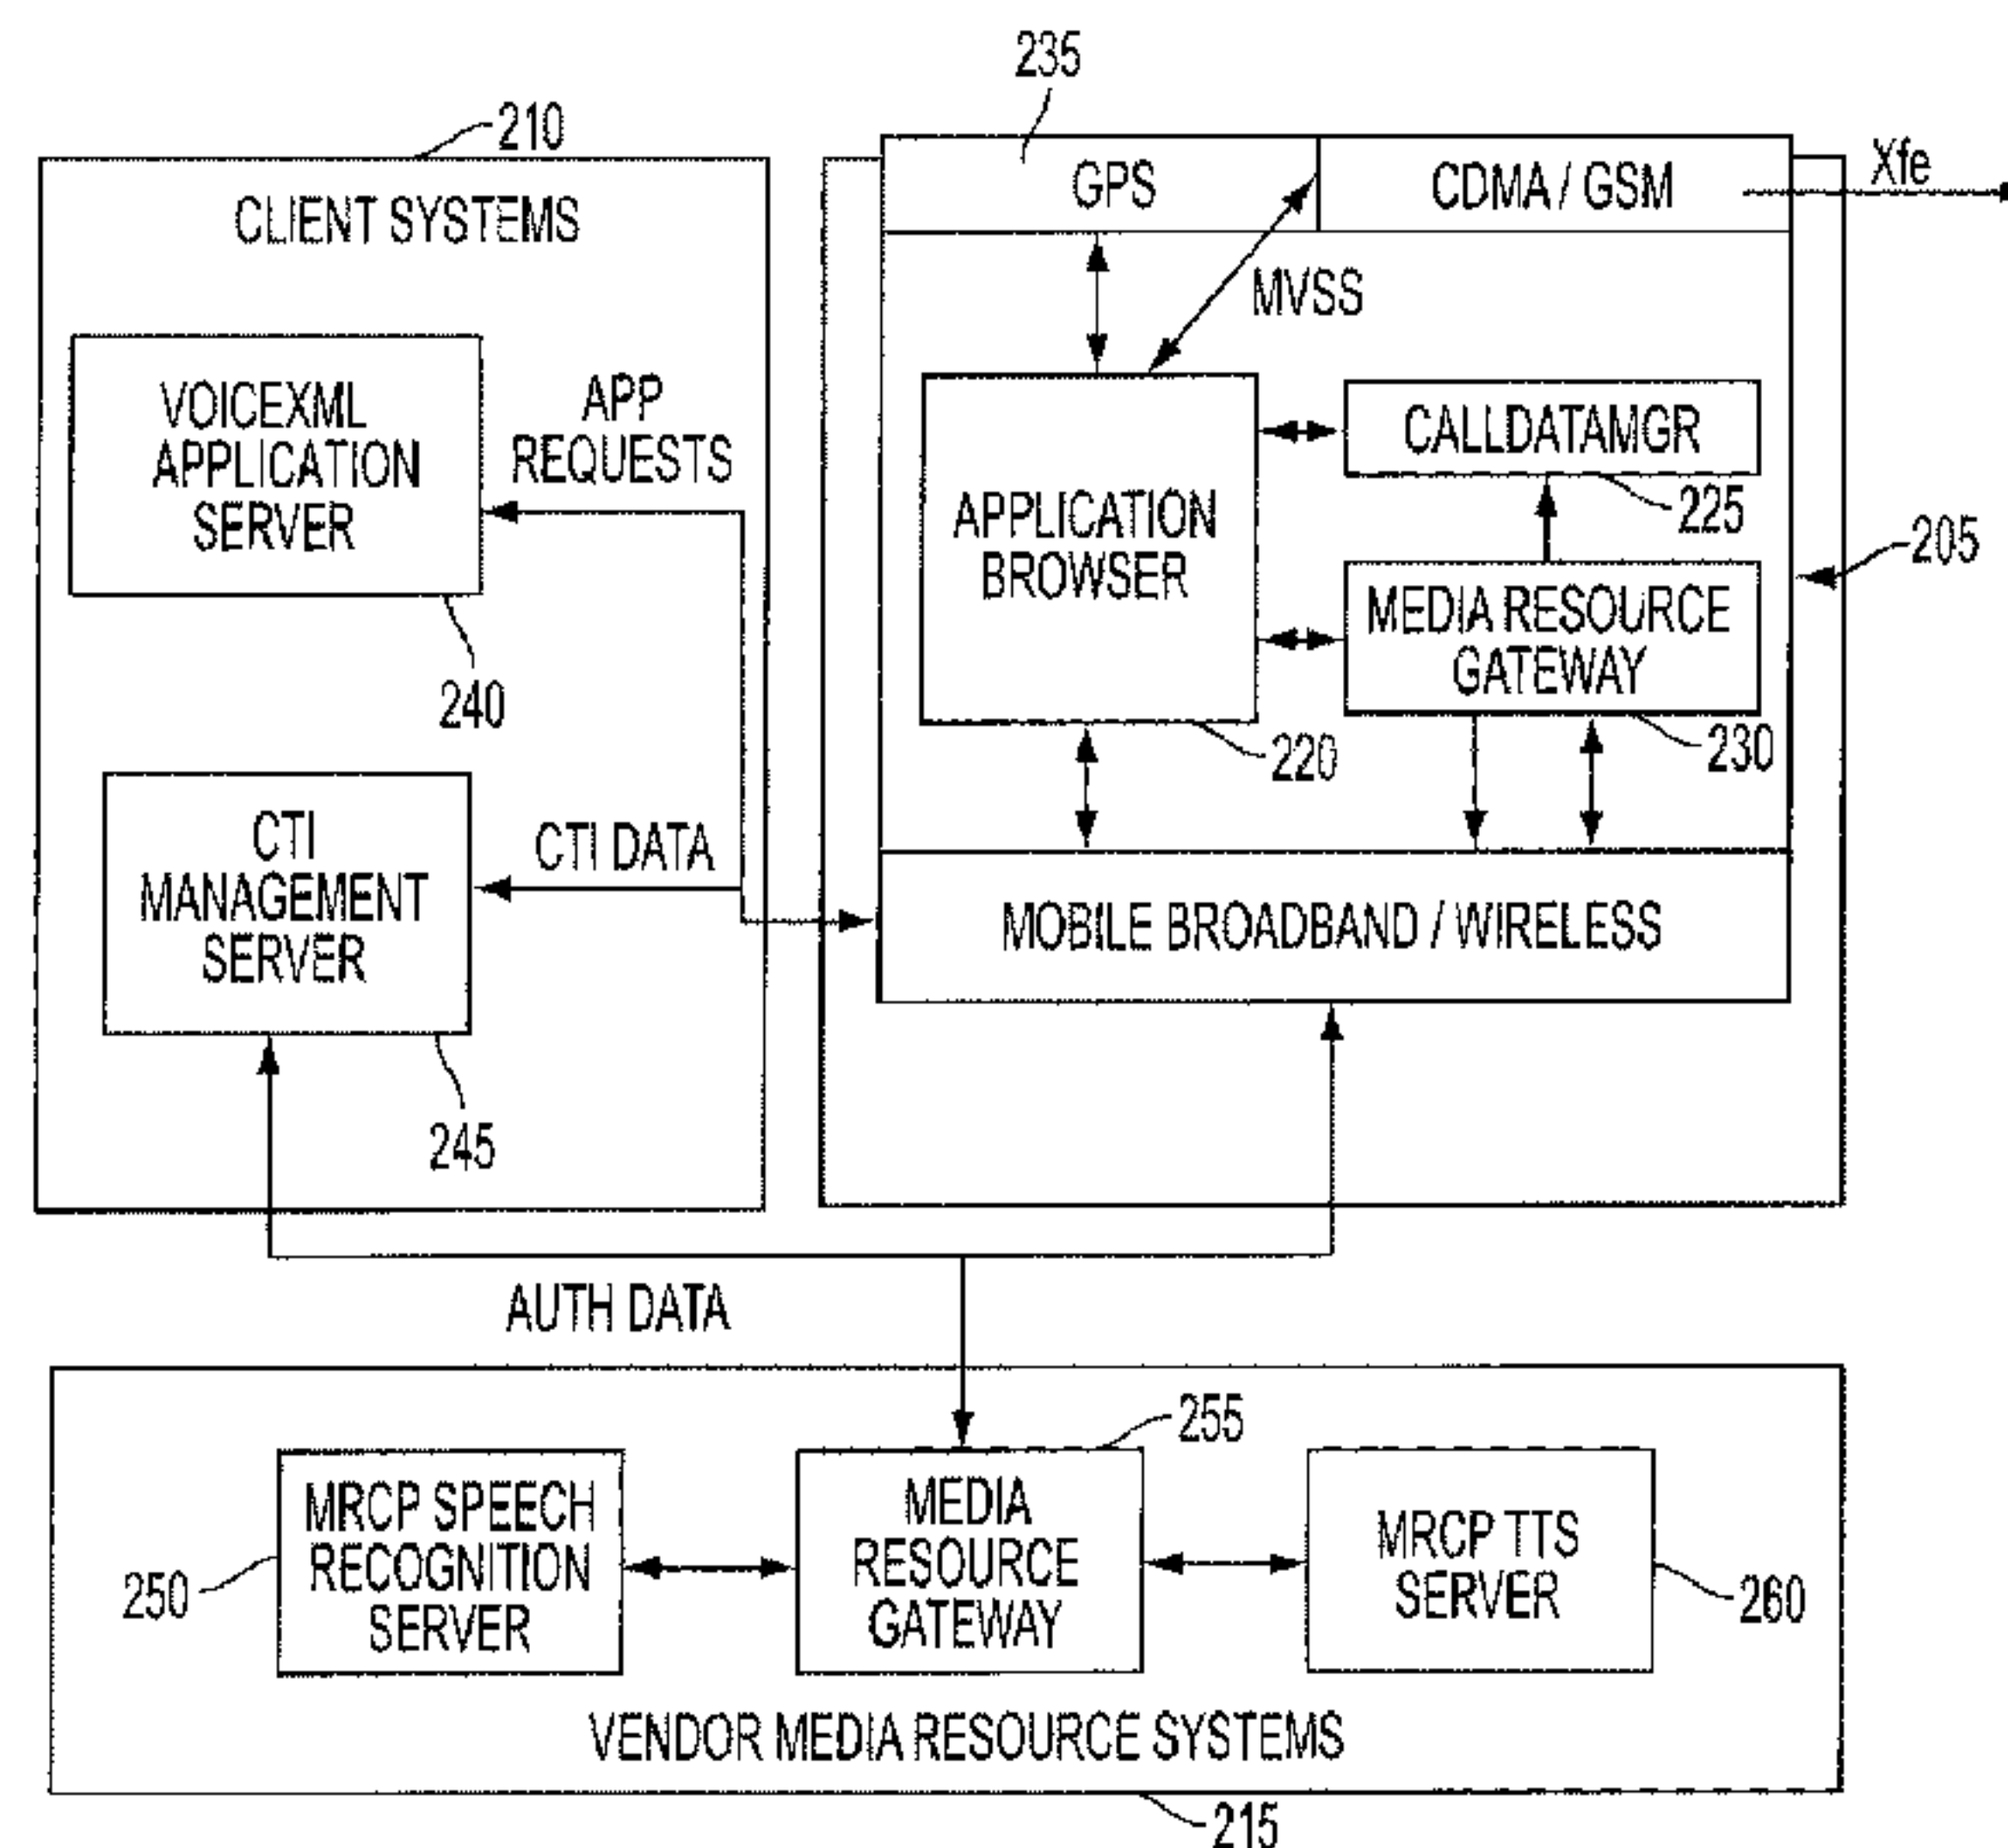 235
210
CLIENT SYSTEMS
GPS
CDMA / GSM
Xfe
MVSS
VOICEXML
APPLICATION
SERVER
APP
REQUESTS
240
APPLICATION
BROWSER
220
CALLDATAMGR
225
205
MEDIA RESOURCE
GATEWAY
230
CTI
MANAGEMENT
SERVER
CTI DATA
245
MOBILE BROADBAND / WIRELESS
AUTH DATA
255
MRCP SPEECH
RECOGNITION
SERVER
250
MEDIA
RESOURCE
GATEWAY
MRCP TTS
SERVER
260
VENDOR MEDIA RESOURCE SYSTEMS
215